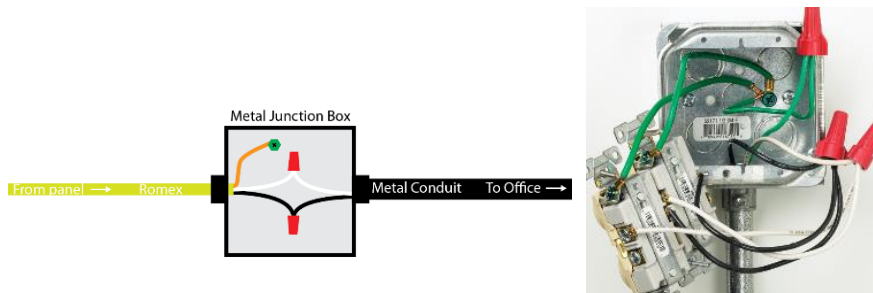 Metal Junction Box
From panel → Romex
Metal Conduit To Office →